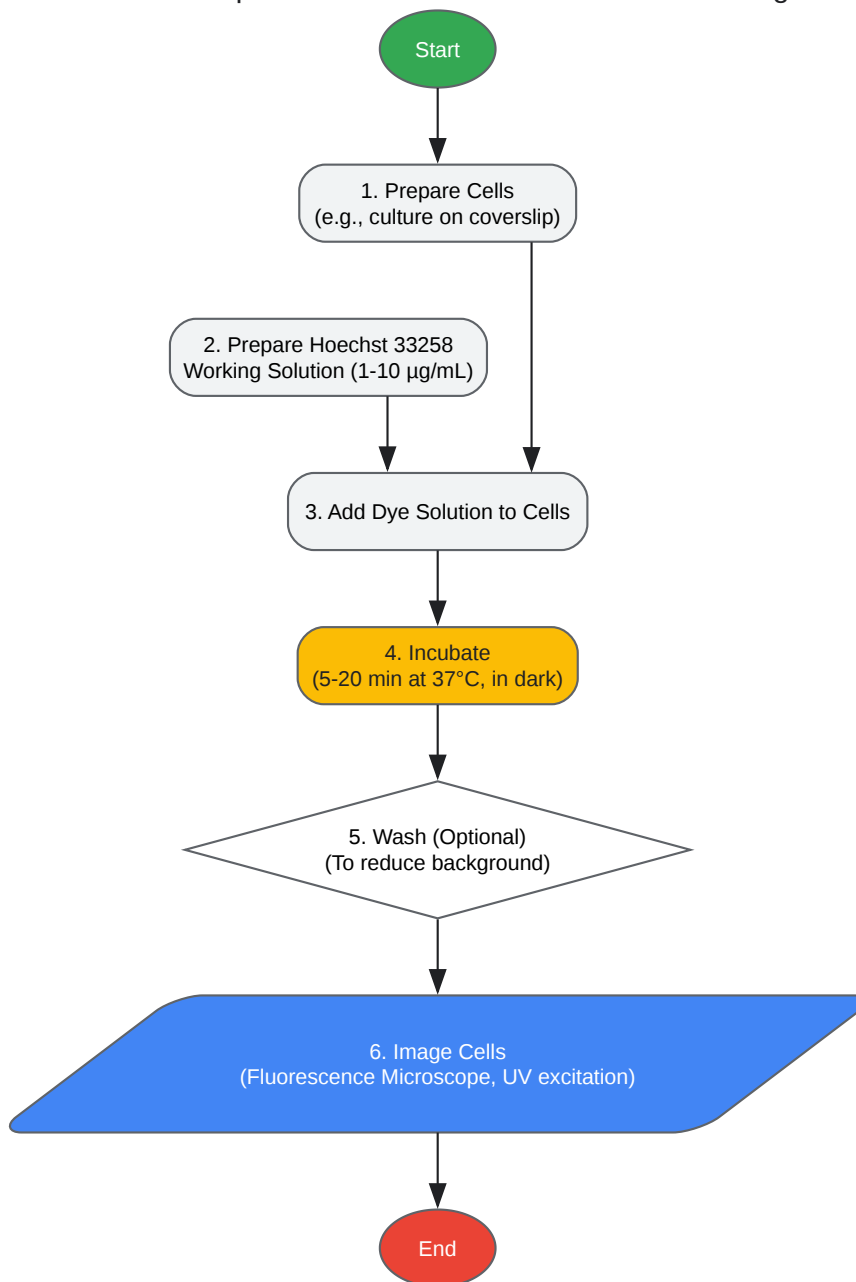 Start
1. Prepare Cells
(e.g., culture on coverslip)
2. Prepare Hoechst 33258
Working Solution (1-10 µg/mL)
3. Add Dye Solution to Cells
4. Incubate
(5-20 min at 37°C, in dark)
5. Wash (Optional)
(To reduce background)
6. Image Cells
(Fluorescence Microscope, UV excitation)
End